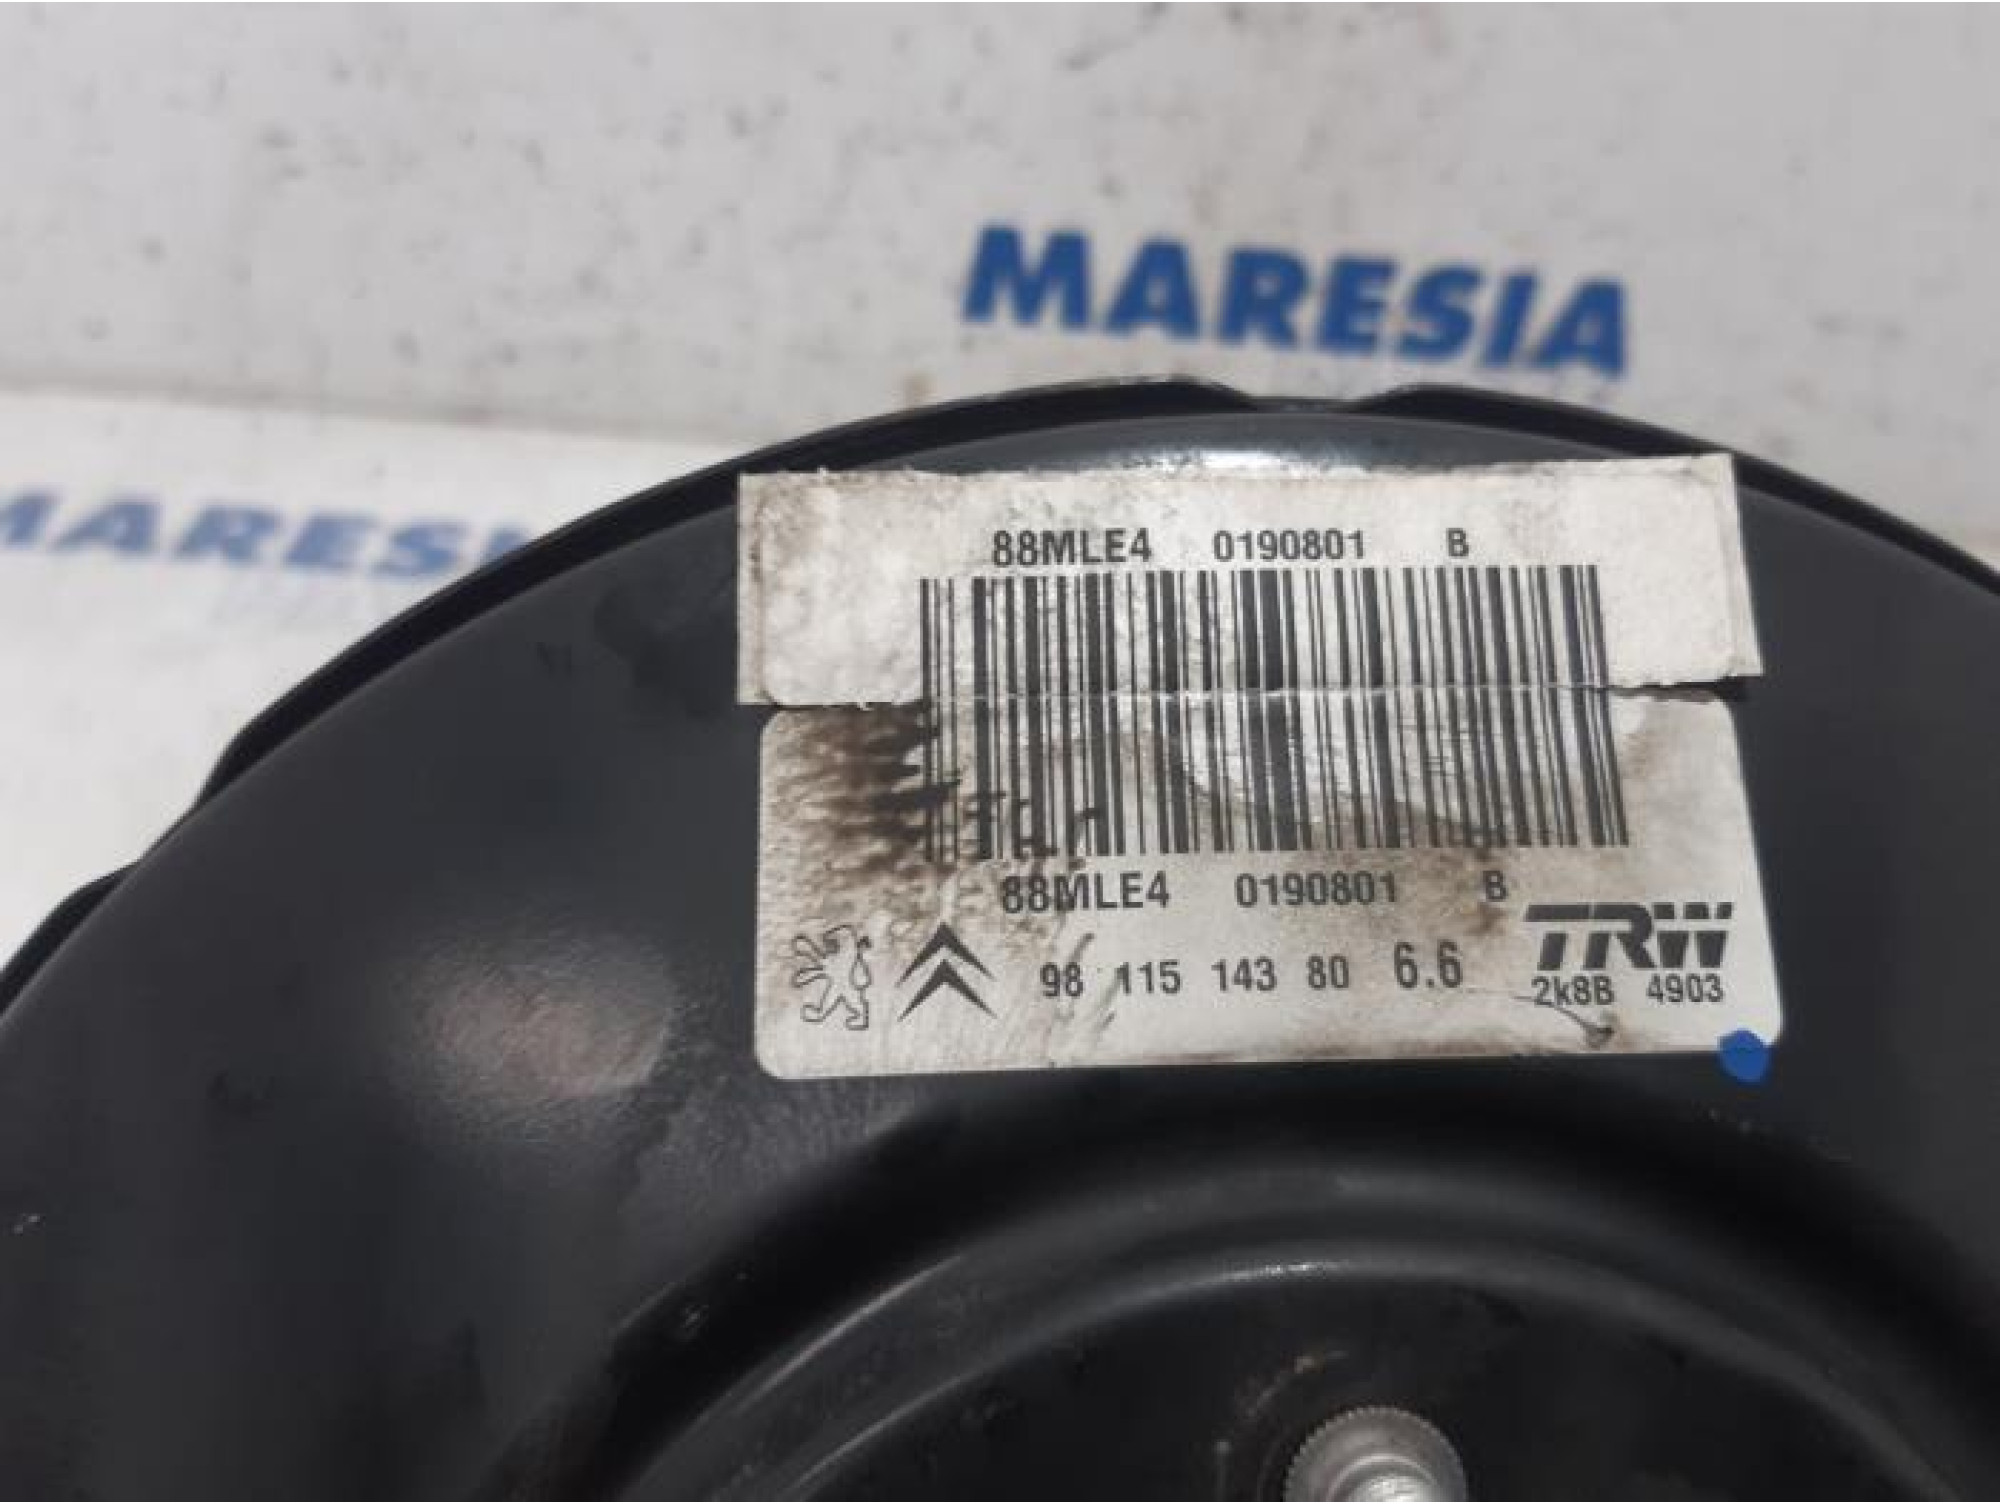 MARESIA
MARESI
88MLE4 0190801 B
88MLE4 0190801 B
98 115 143 80 6.6 TRW
2k8B 4903